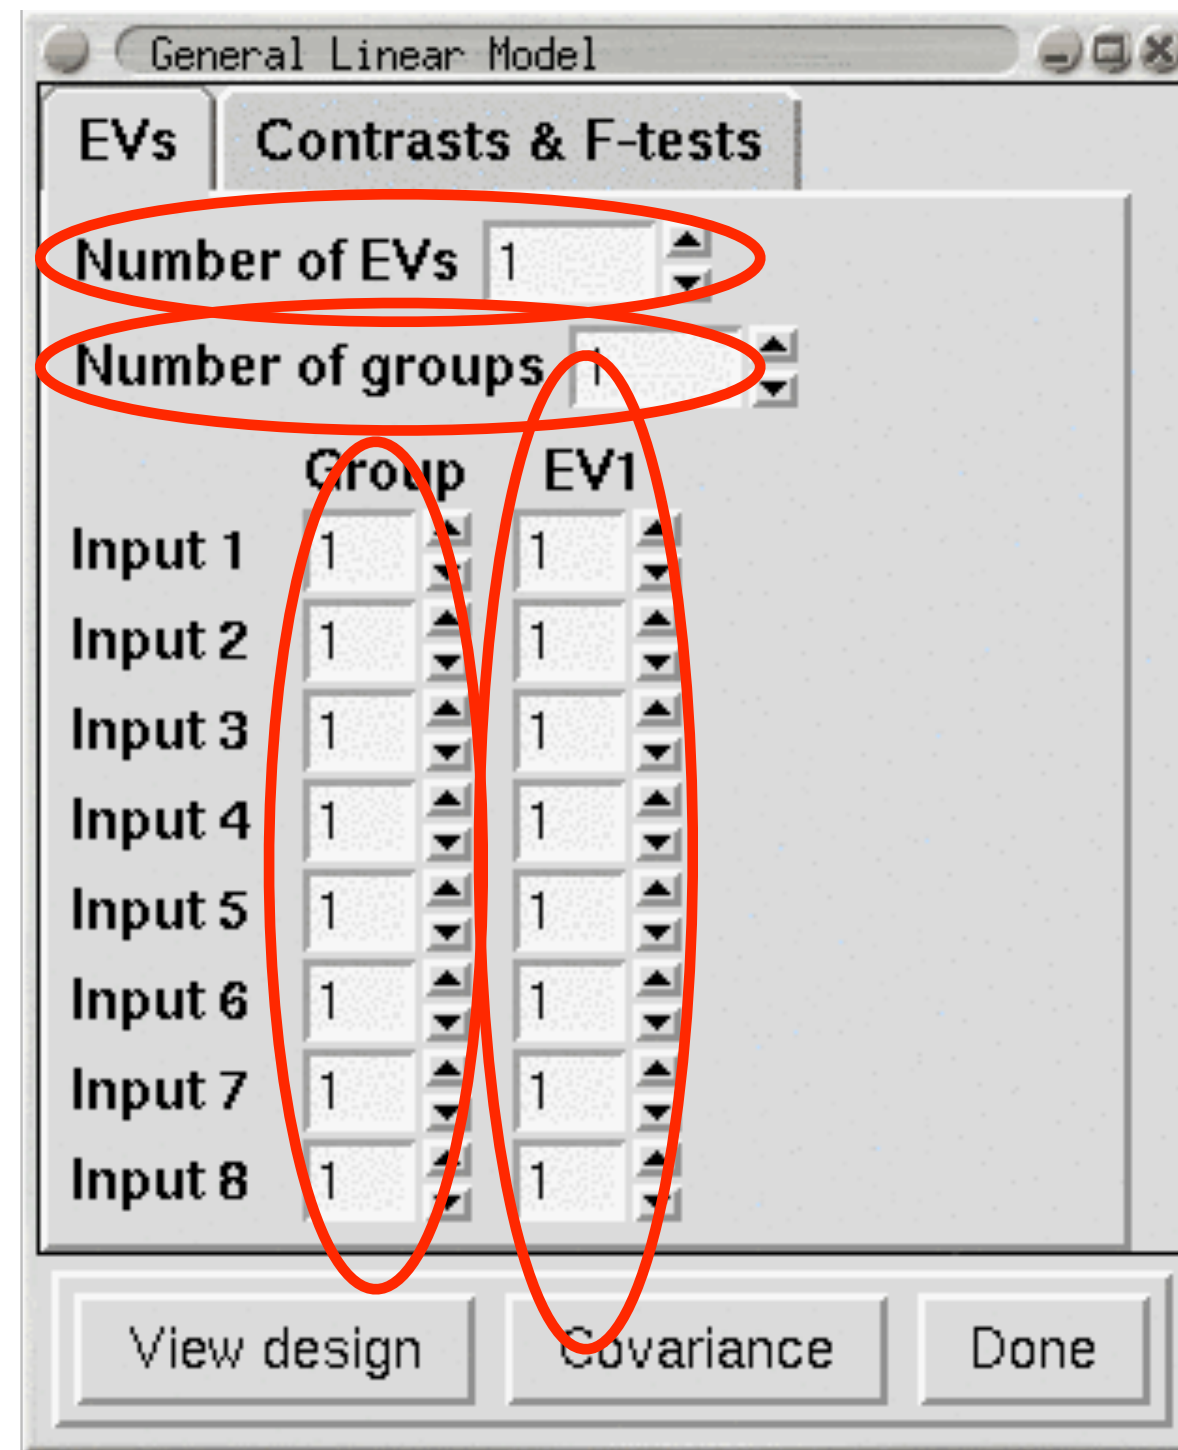 General Linear Model
EVs Contrasts & F-tests
Number of EVs 1
Number of groups 1
Group EV1
Input 1 1 1
Input 2 1 1
Input 3 1 1
Input 4 1 1
Input 5 1 1
Input 6 1 1
Input 7 1 1
Input 8 1 1
View design Covariance Done